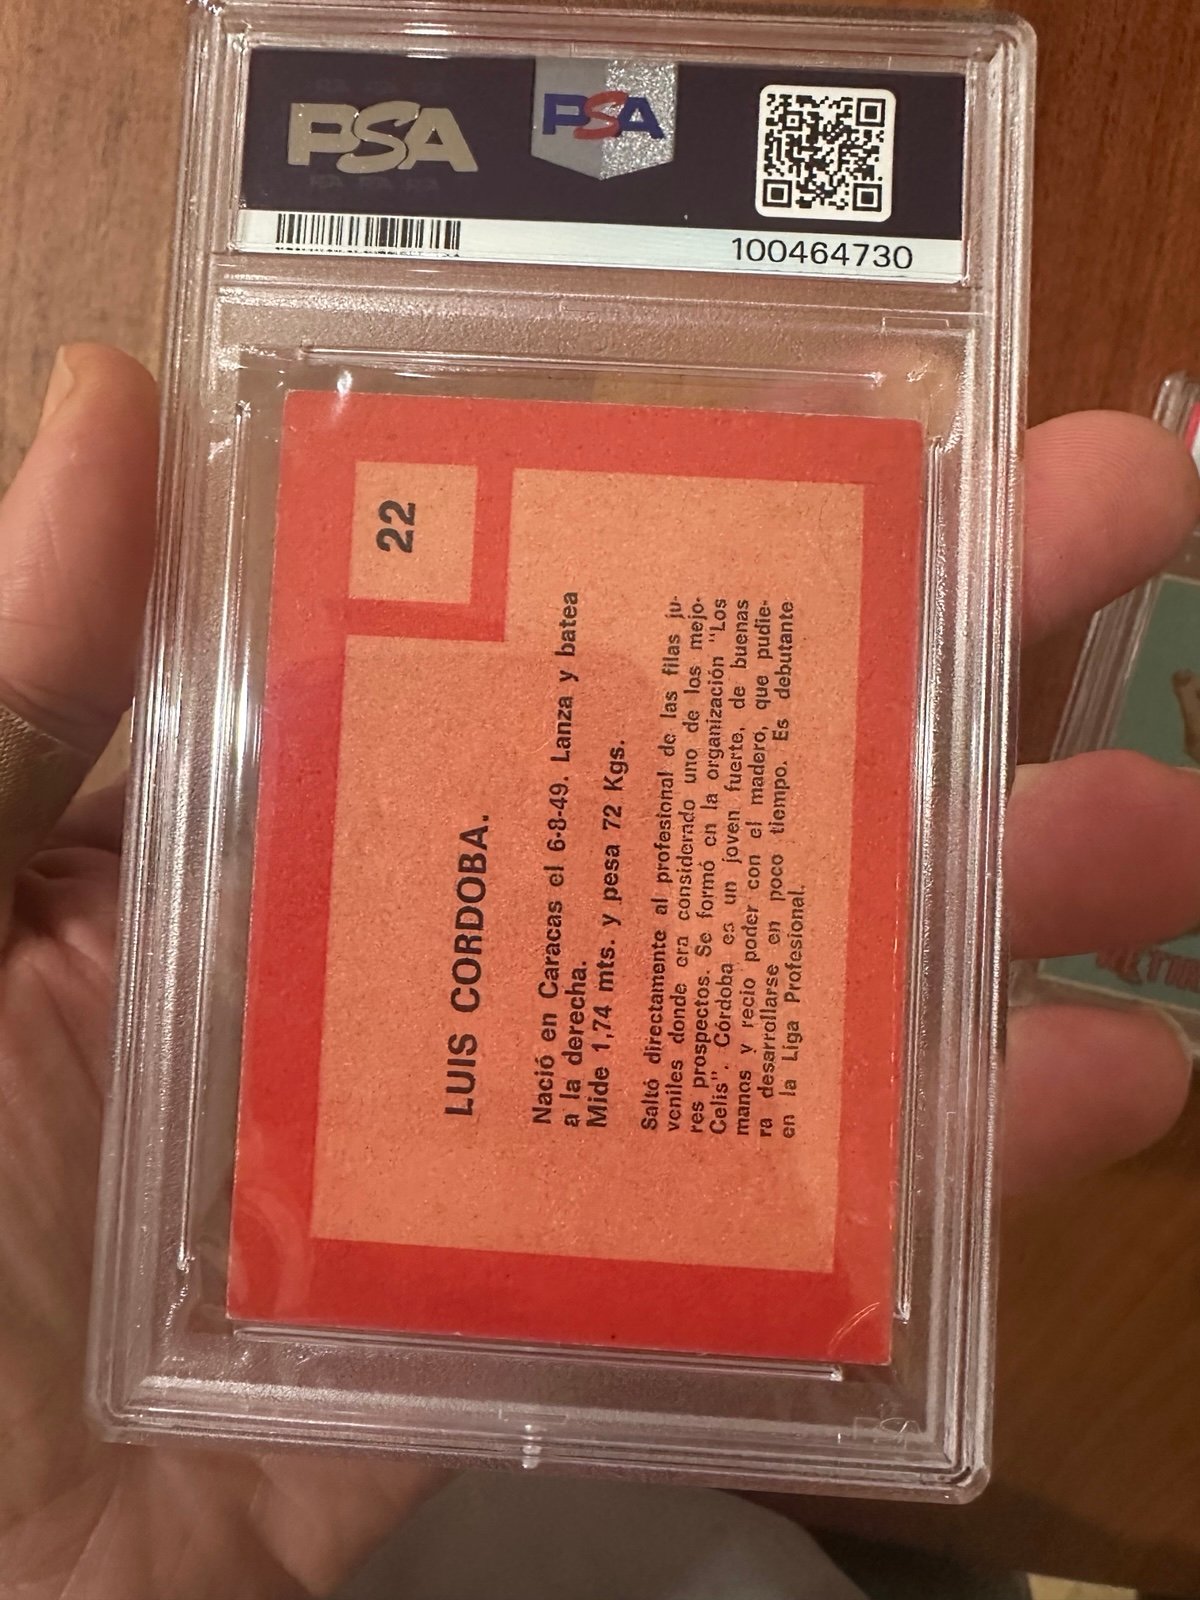 PSA
PSA
100464730
22
LUIS CORDOBA.
Nació en Caracas el 6-8-49. Lanza y batea
a la derecha.
Mide 1,74 mts. y pesa 72 Kgs.
Saltó directamente al profesional de las filas ju-
veniles donde era considerado uno de los mejo-
res prospectos. Se formó en la organización "Los
Celis". Córdoba es un joven fuerte, de buenas
manos y recio poder con el madero, que pudie-
ra desarrollarse en poco tiempo. Es debutante
en la Liga Profesional.
PSA